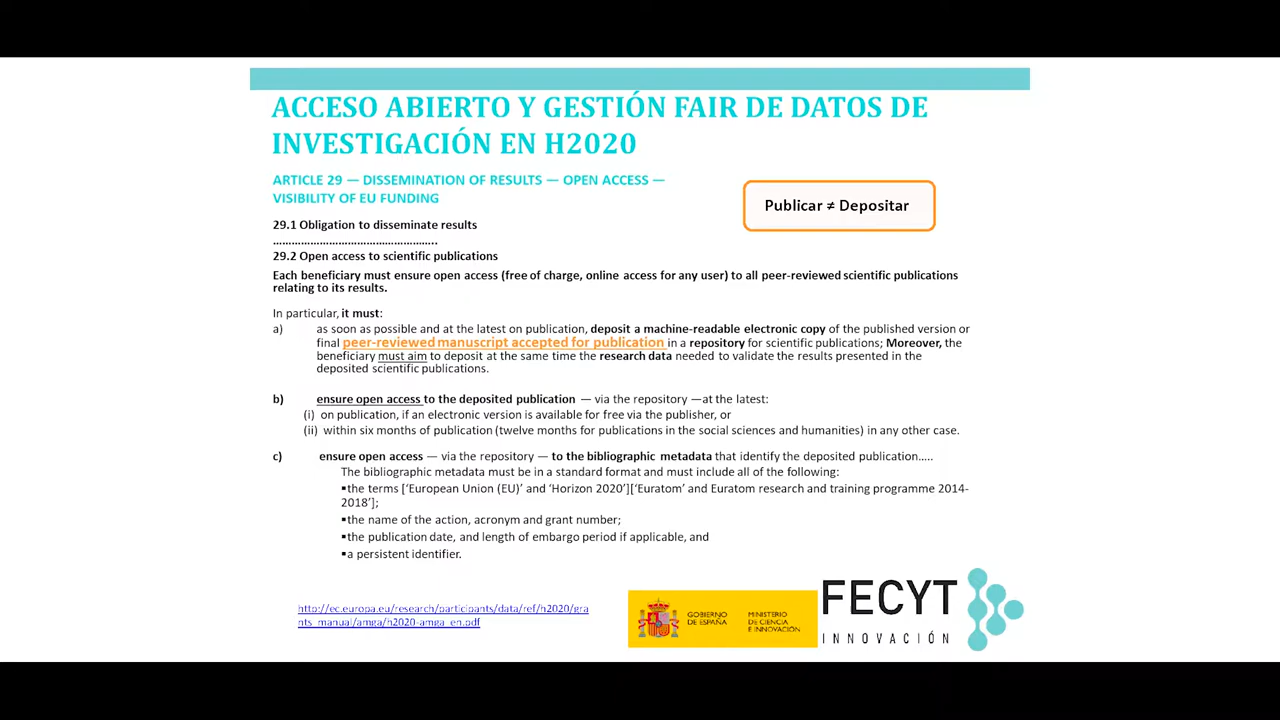 ACCESO ABIERTO Y GESTIÓN FAIR DE DATOS DE
INVESTIGACIÓN EN H2020
ARTICLE 29 — DISSEMINATION OF RESULTS — OPEN ACCESS —
VISIBILITY OF EU FUNDING
Publicar ≠ Depositar
29.1 Obligation to disseminate results
…………………………………………..
29.2 Open access to scientific publications
Each beneficiary must ensure open access (free of charge, online access for any user) to all peer-reviewed scientific publications
relating to its results.
In particular, it must:
a) as soon as possible and at the latest on publication, deposit a machine-readable electronic copy of the published version or
final peer-reviewed manuscript accepted for publication in a repository for scientific publications; Moreover, the
beneficiary must aim to deposit at the same time the research data needed to validate the results presented in the
deposited scientific publications.
b) ensure open access to the deposited publication — via the repository —at the latest:
(i) on publication, if an electronic version is available for free via the publisher, or
(ii) within six months of publication (twelve months for publications in the social sciences and humanities) in any other case.
c) ensure open access — via the repository — to the bibliographic metadata that identify the deposited publication…..
The bibliographic metadata must be in a standard format and must include all of the following:
▪the terms [‘European Union (EU)’ and ‘Horizon 2020’][‘Euratom’ and Euratom research and training programme 2014-
2018’];
▪the name of the action, acronym and grant number;
▪the publication date, and length of embargo period if applicable, and
▪a persistent identifier.
http://ec.europa.eu/research/participants/data/ref/h2020/gra
nts_manual/amga/h2020-amga_en.pdf
GOBIERNO
DE ESPAÑA
MINISTERIO
DE CIENCIA
E INNOVACIÓN
FECYT
INNOVACIÓN